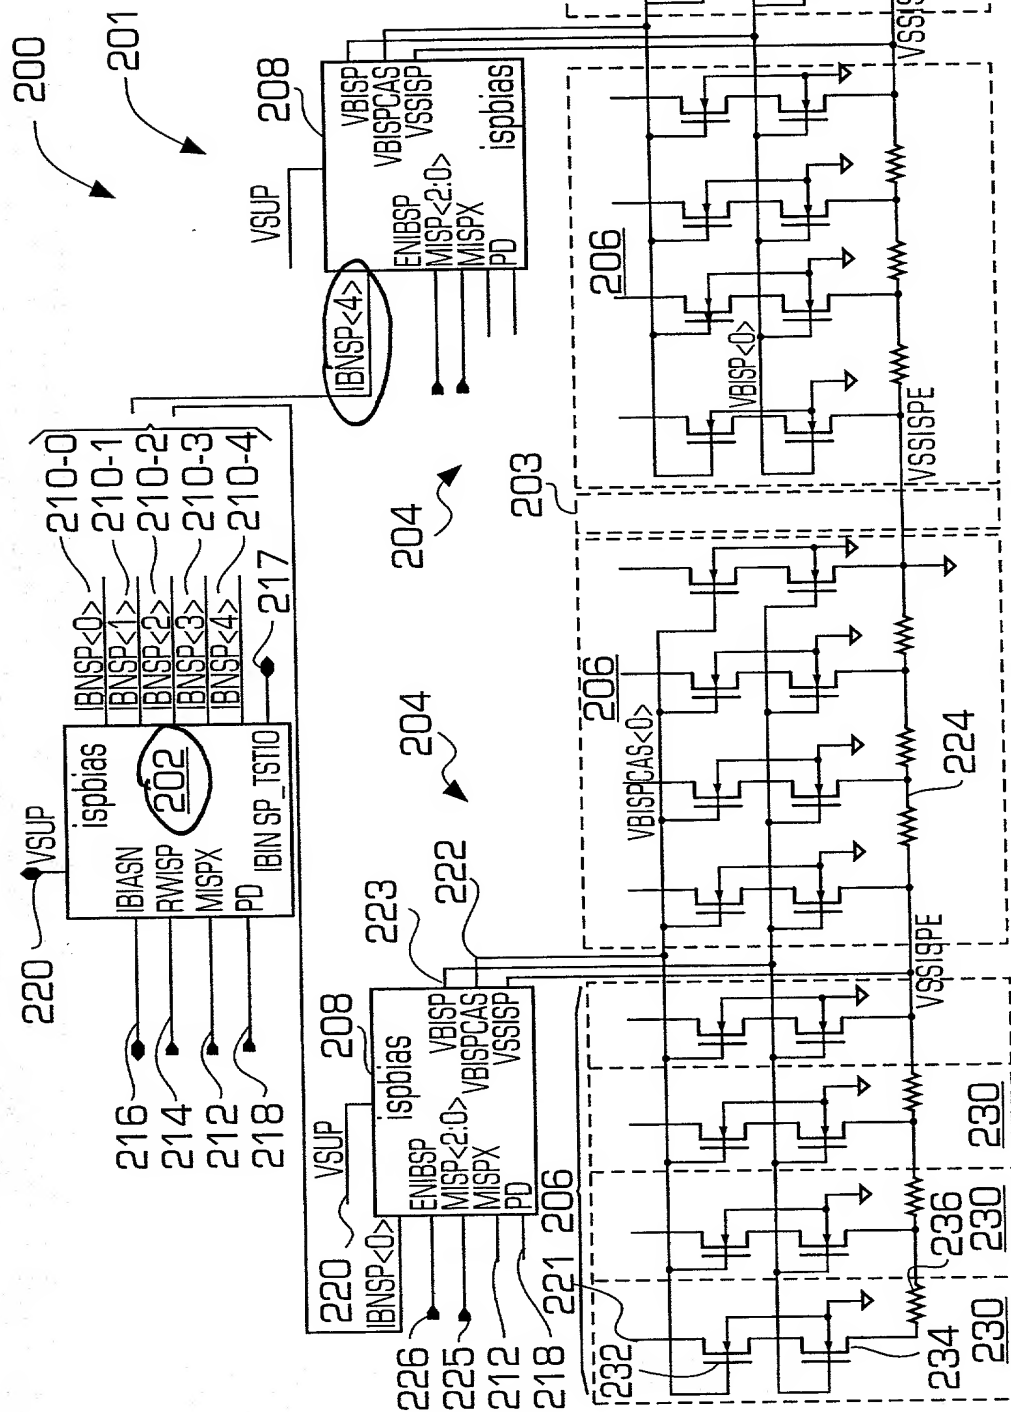 200
201
220
VSUP
ispbias
202
IBIASN
RWISP
MISPX
PD
IBIN SP_TSTIO
216
214
212
218
IBNSP<0>
IBNSP<1>
IBNSP<2>
IBNSP<3>
IBNSP<4>
210-0
210-1
210-2
210-3
210-4
217
VSUP
208
IBNSP<4>
ENIBSP
MISP<2:0>
MISPX
PD
VBISP
VBISPCAS
VSSISP
ispbias
204
204
220
VSUP
208
IBNSP<0>
ispbias
ENIBSP
MISP<2:0>
MISPX
PD
VBISP
VBISPCAS
VSSISP
223
222
226
225
212
218
206
221
232
234
236
230
230
230
VSSISPE
VBISPCAS<0>
206
224
203
206
VBISP<0>
VSSISPE